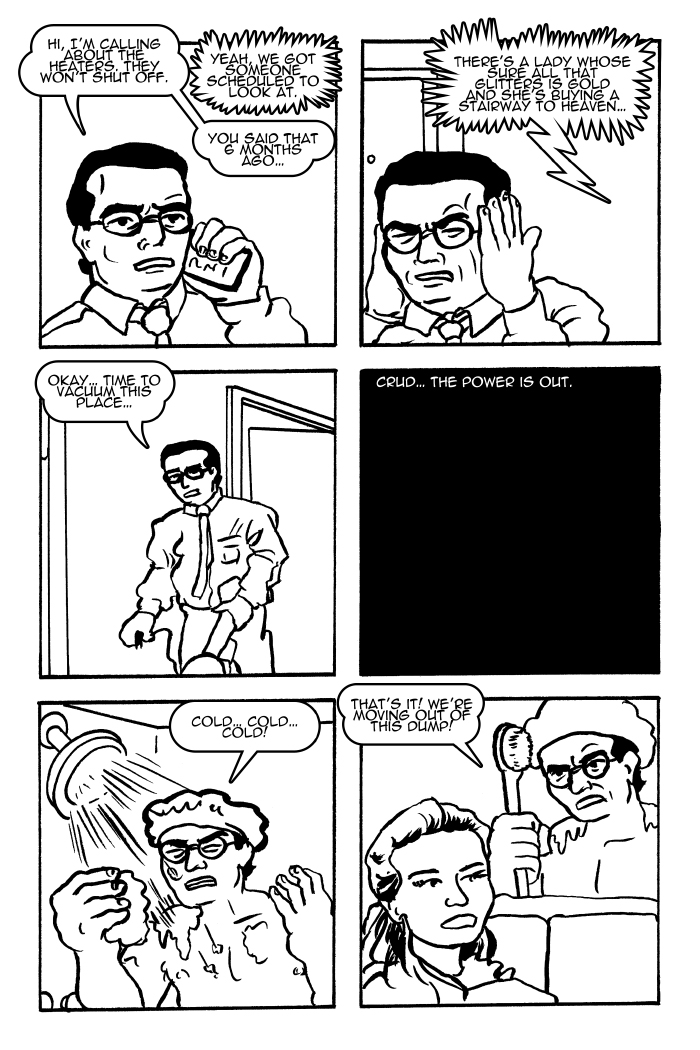 HI, I'M CALLING
ABOUT THE
HEATERS. THEY
WON'T SHUT OFF.
YEAH, WE GOT
SOMEONE
SCHEDULED TO
LOOK AT.
YOU SAID THAT
6 MONTHS
AGO...
THERE'S A LADY WHOSE
SURE ALL THAT
GLITTERS IS GOLD
AND SHE'S BUYING A
STAIRWAY TO HEAVEN...
OKAY... TIME TO
VACUUM THIS
PLACE...
CRUD... THE POWER IS OUT.
COLD... COLD...
COLD!
THAT'S IT! WE'RE
MOVING OUT OF
THIS DUMP!